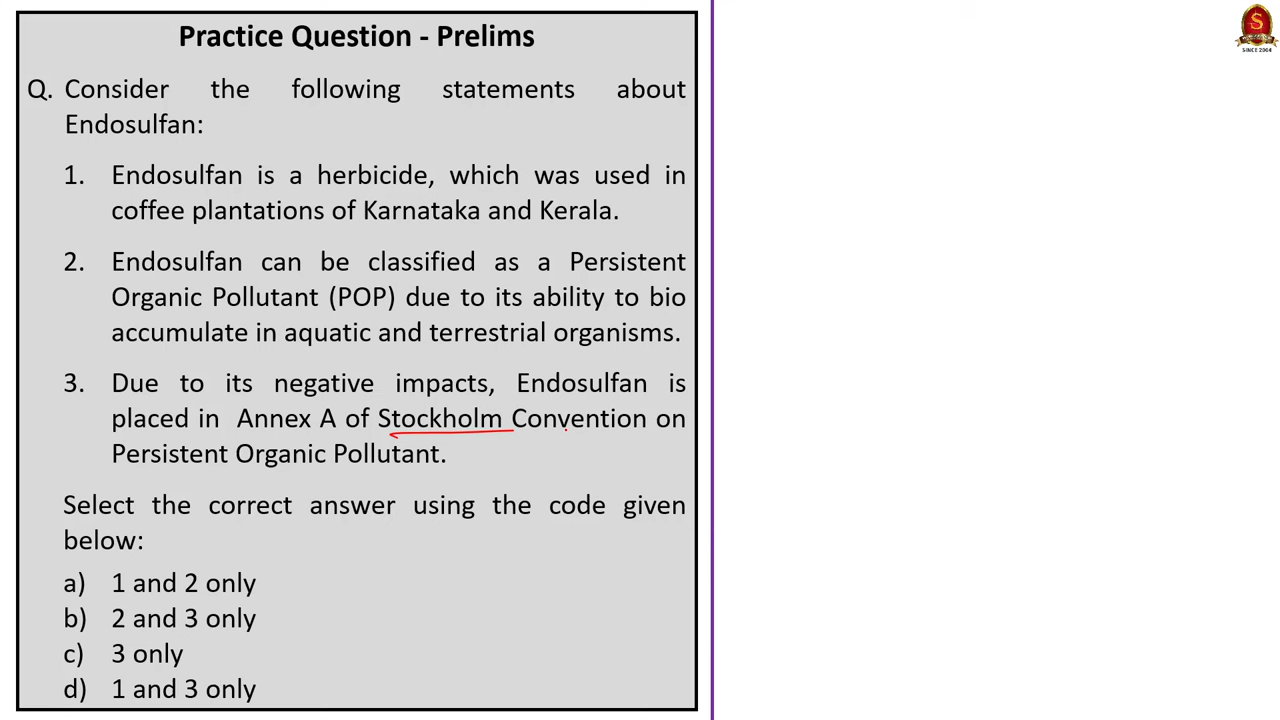 Practice Question - Prelims
Q. Consider the following statements about
Endosulfan:
1. Endosulfan is a herbicide, which was used in
coffee plantations of Karnataka and Kerala.
2. Endosulfan can be classified as a Persistent
Organic Pollutant (POP) due to its ability to bio
accumulate in aquatic and terrestrial organisms.
3. Due to its negative impacts, Endosulfan is
placed in Annex A of Stockholm Convention on
Persistent Organic Pollutant.
Select the correct answer using the code given
below:
a) 1 and 2 only
b) 2 and 3 only
c) 3 only
d) 1 and 3 only
S
SINCE 2004